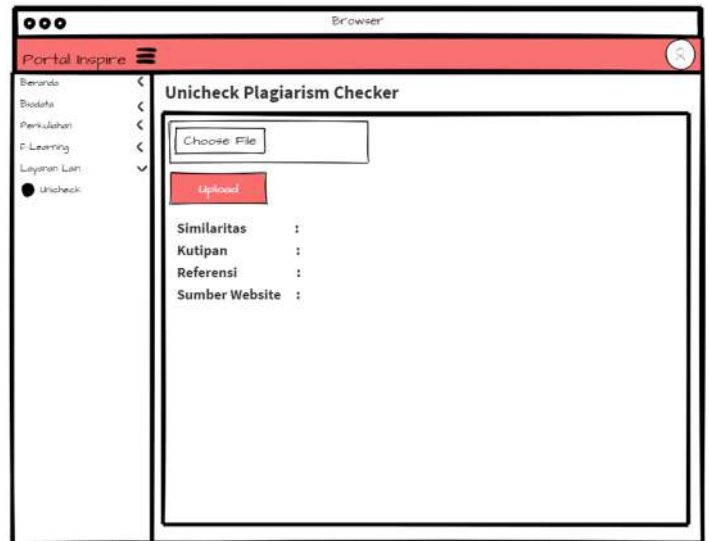 Browser
Portal Inspire
Beranda
Biodata
Perkuliahan
E-Learning
Layanan Lain
Unicheck
Unicheck Plagiarism Checker
Choose File
Upload
Similaritas :
Kutipan :
Referensi :
Sumber Website :